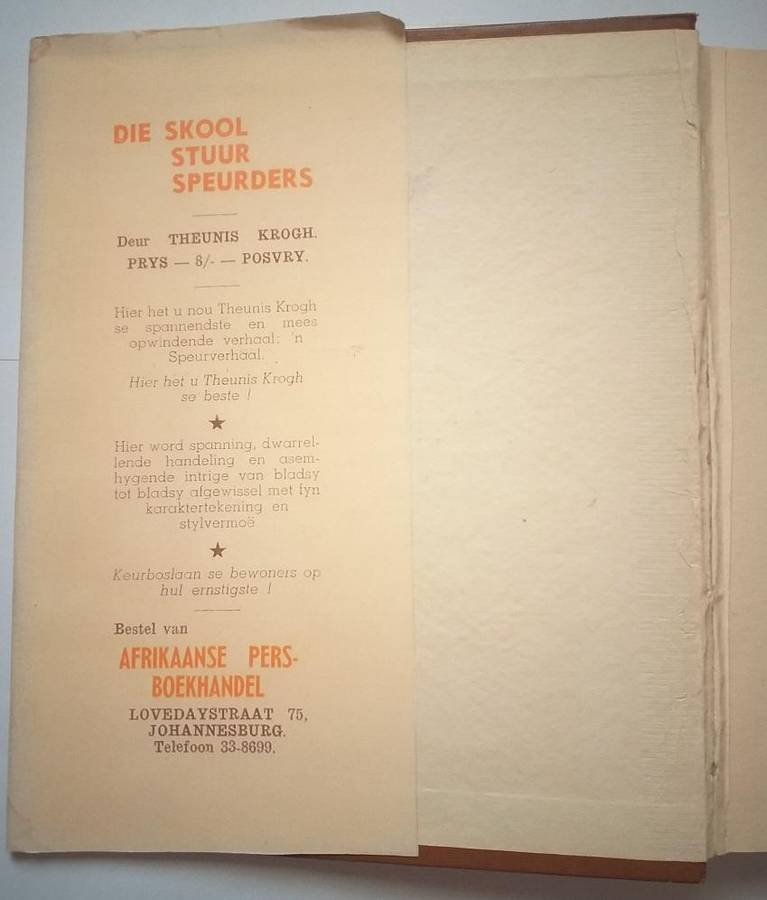 DIE SKOOL
STUUR
SPEURDERS
Deur THEUNIS KROGH.
PRYS — 8/- — POSVRY.
Hier het u nou Theunis Krogh
se spannendste en mees
opwindende verhaal: 'n
Speurverhaal.
Hier het u Theunis Krogh
se beste !
★
Hier word spanning, dwarrel-
lende handeling en asem-
hygende intrige van bladsy
tot bladsy afgewissel met fyn
karaktertekening en
stylvermoë
★
Keurboslaan se bewoners op
hul ernstigste !
Bestel van
AFRIKAANSE PERS-
BOEKHANDEL
LOVEDAYSTRAAT 75,
JOHANNESBURG.
Telefoon 33-8699.